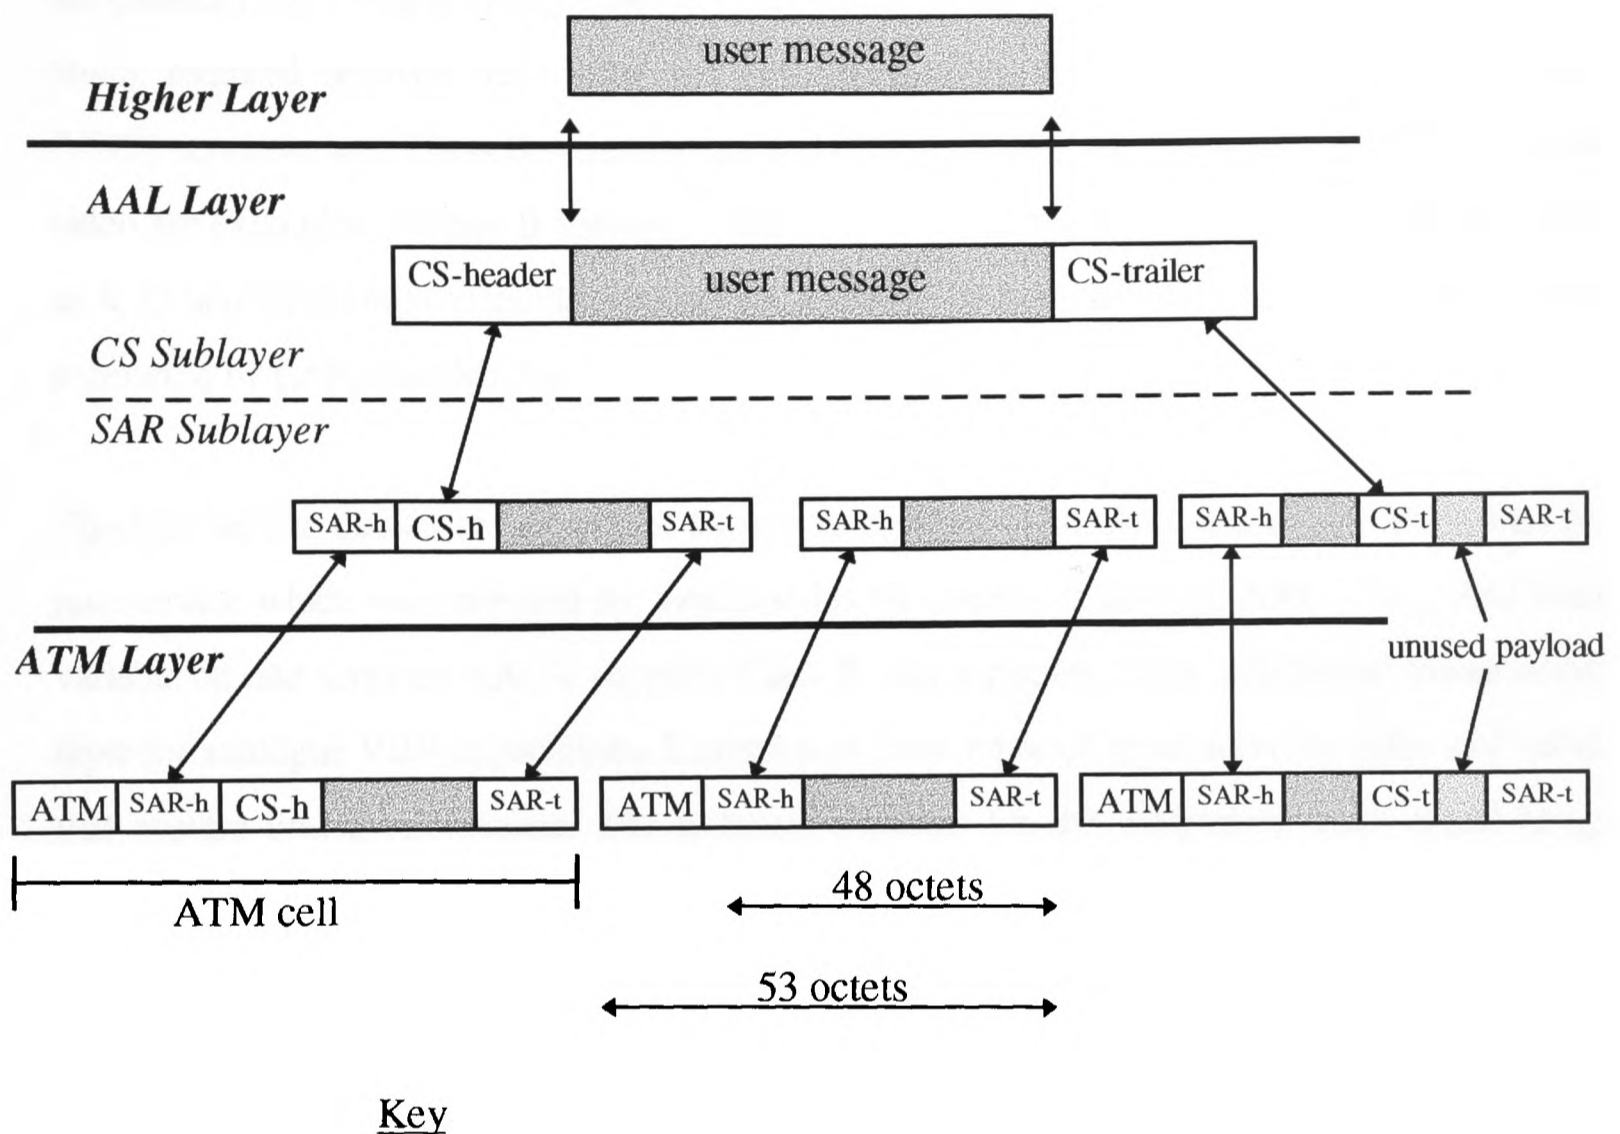 user message
Higher Layer
AAL Layer
CS-header user message CS-trailer
CS Sublayer
SAR Sublayer
SAR-h CS-h SAR-t SAR-h SAR-t SAR-h CS-t SAR-t
unused payload
ATM Layer
ATM SAR-h CS-h SAR-t ATM SAR-h SAR-t ATM SAR-h CS-t SAR-t
48 octets
ATM cell
53 octets
Key